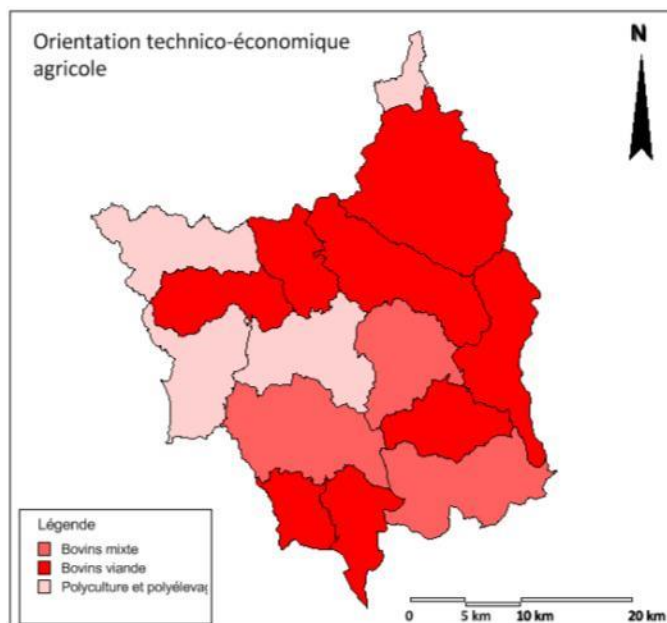 Orientation technico-économique
agricole
N
Légende
Bovins mixte
Bovins viande
Polyculture et polyélevag
0 5 km 10 km 20 km